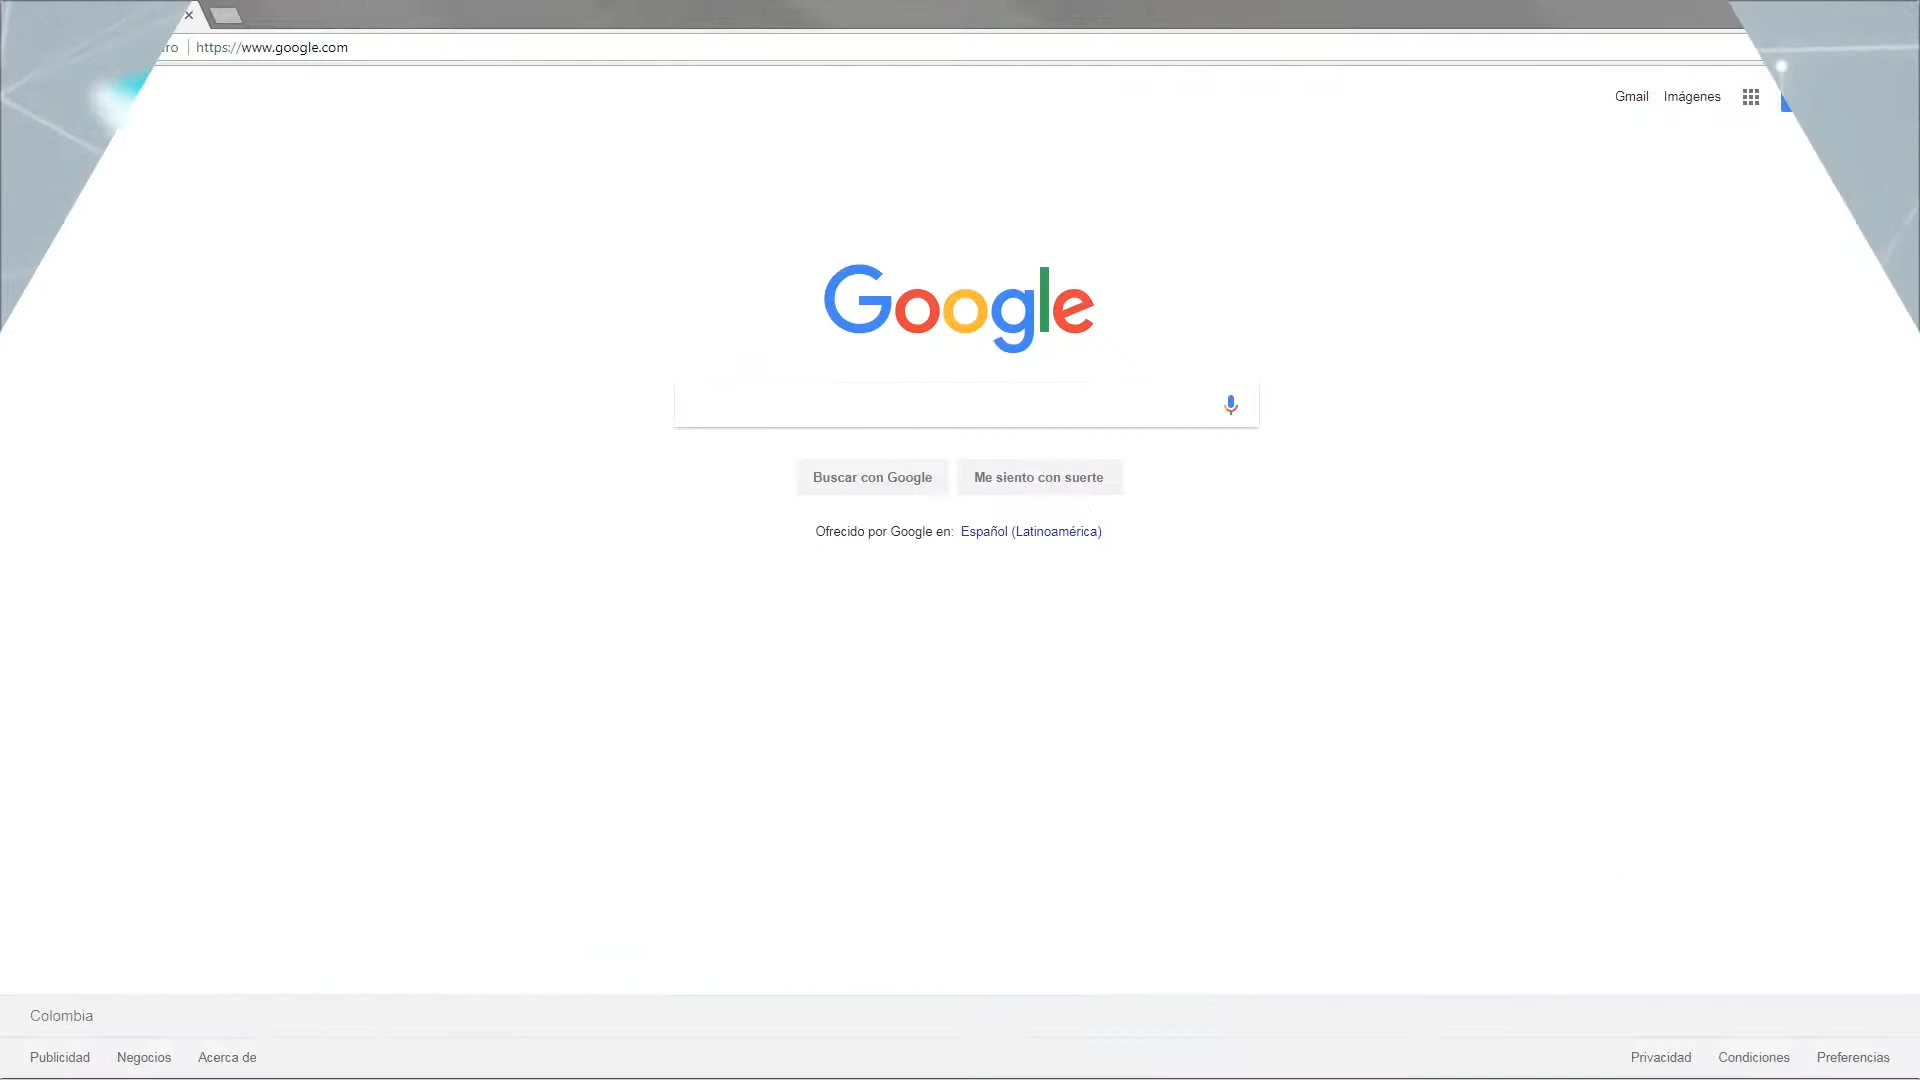 https://www.google.com
Gmail Imágenes
Google
Buscar con Google Me siento con suerte
Ofrecido por Google en: Español (Latinoamérica)
Colombia
Publicidad Negocios Acerca de Privacidad Condiciones Preferencias